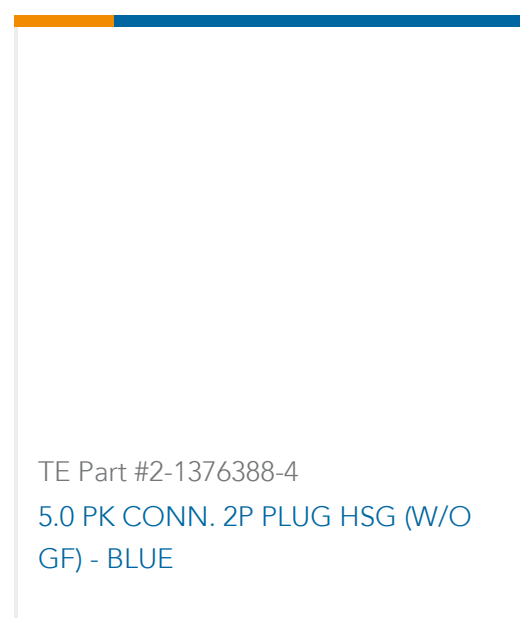 TE Part #2-1376388-4
5.0 PK CONN. 2P PLUG HSG (W/O
GF) - BLUE